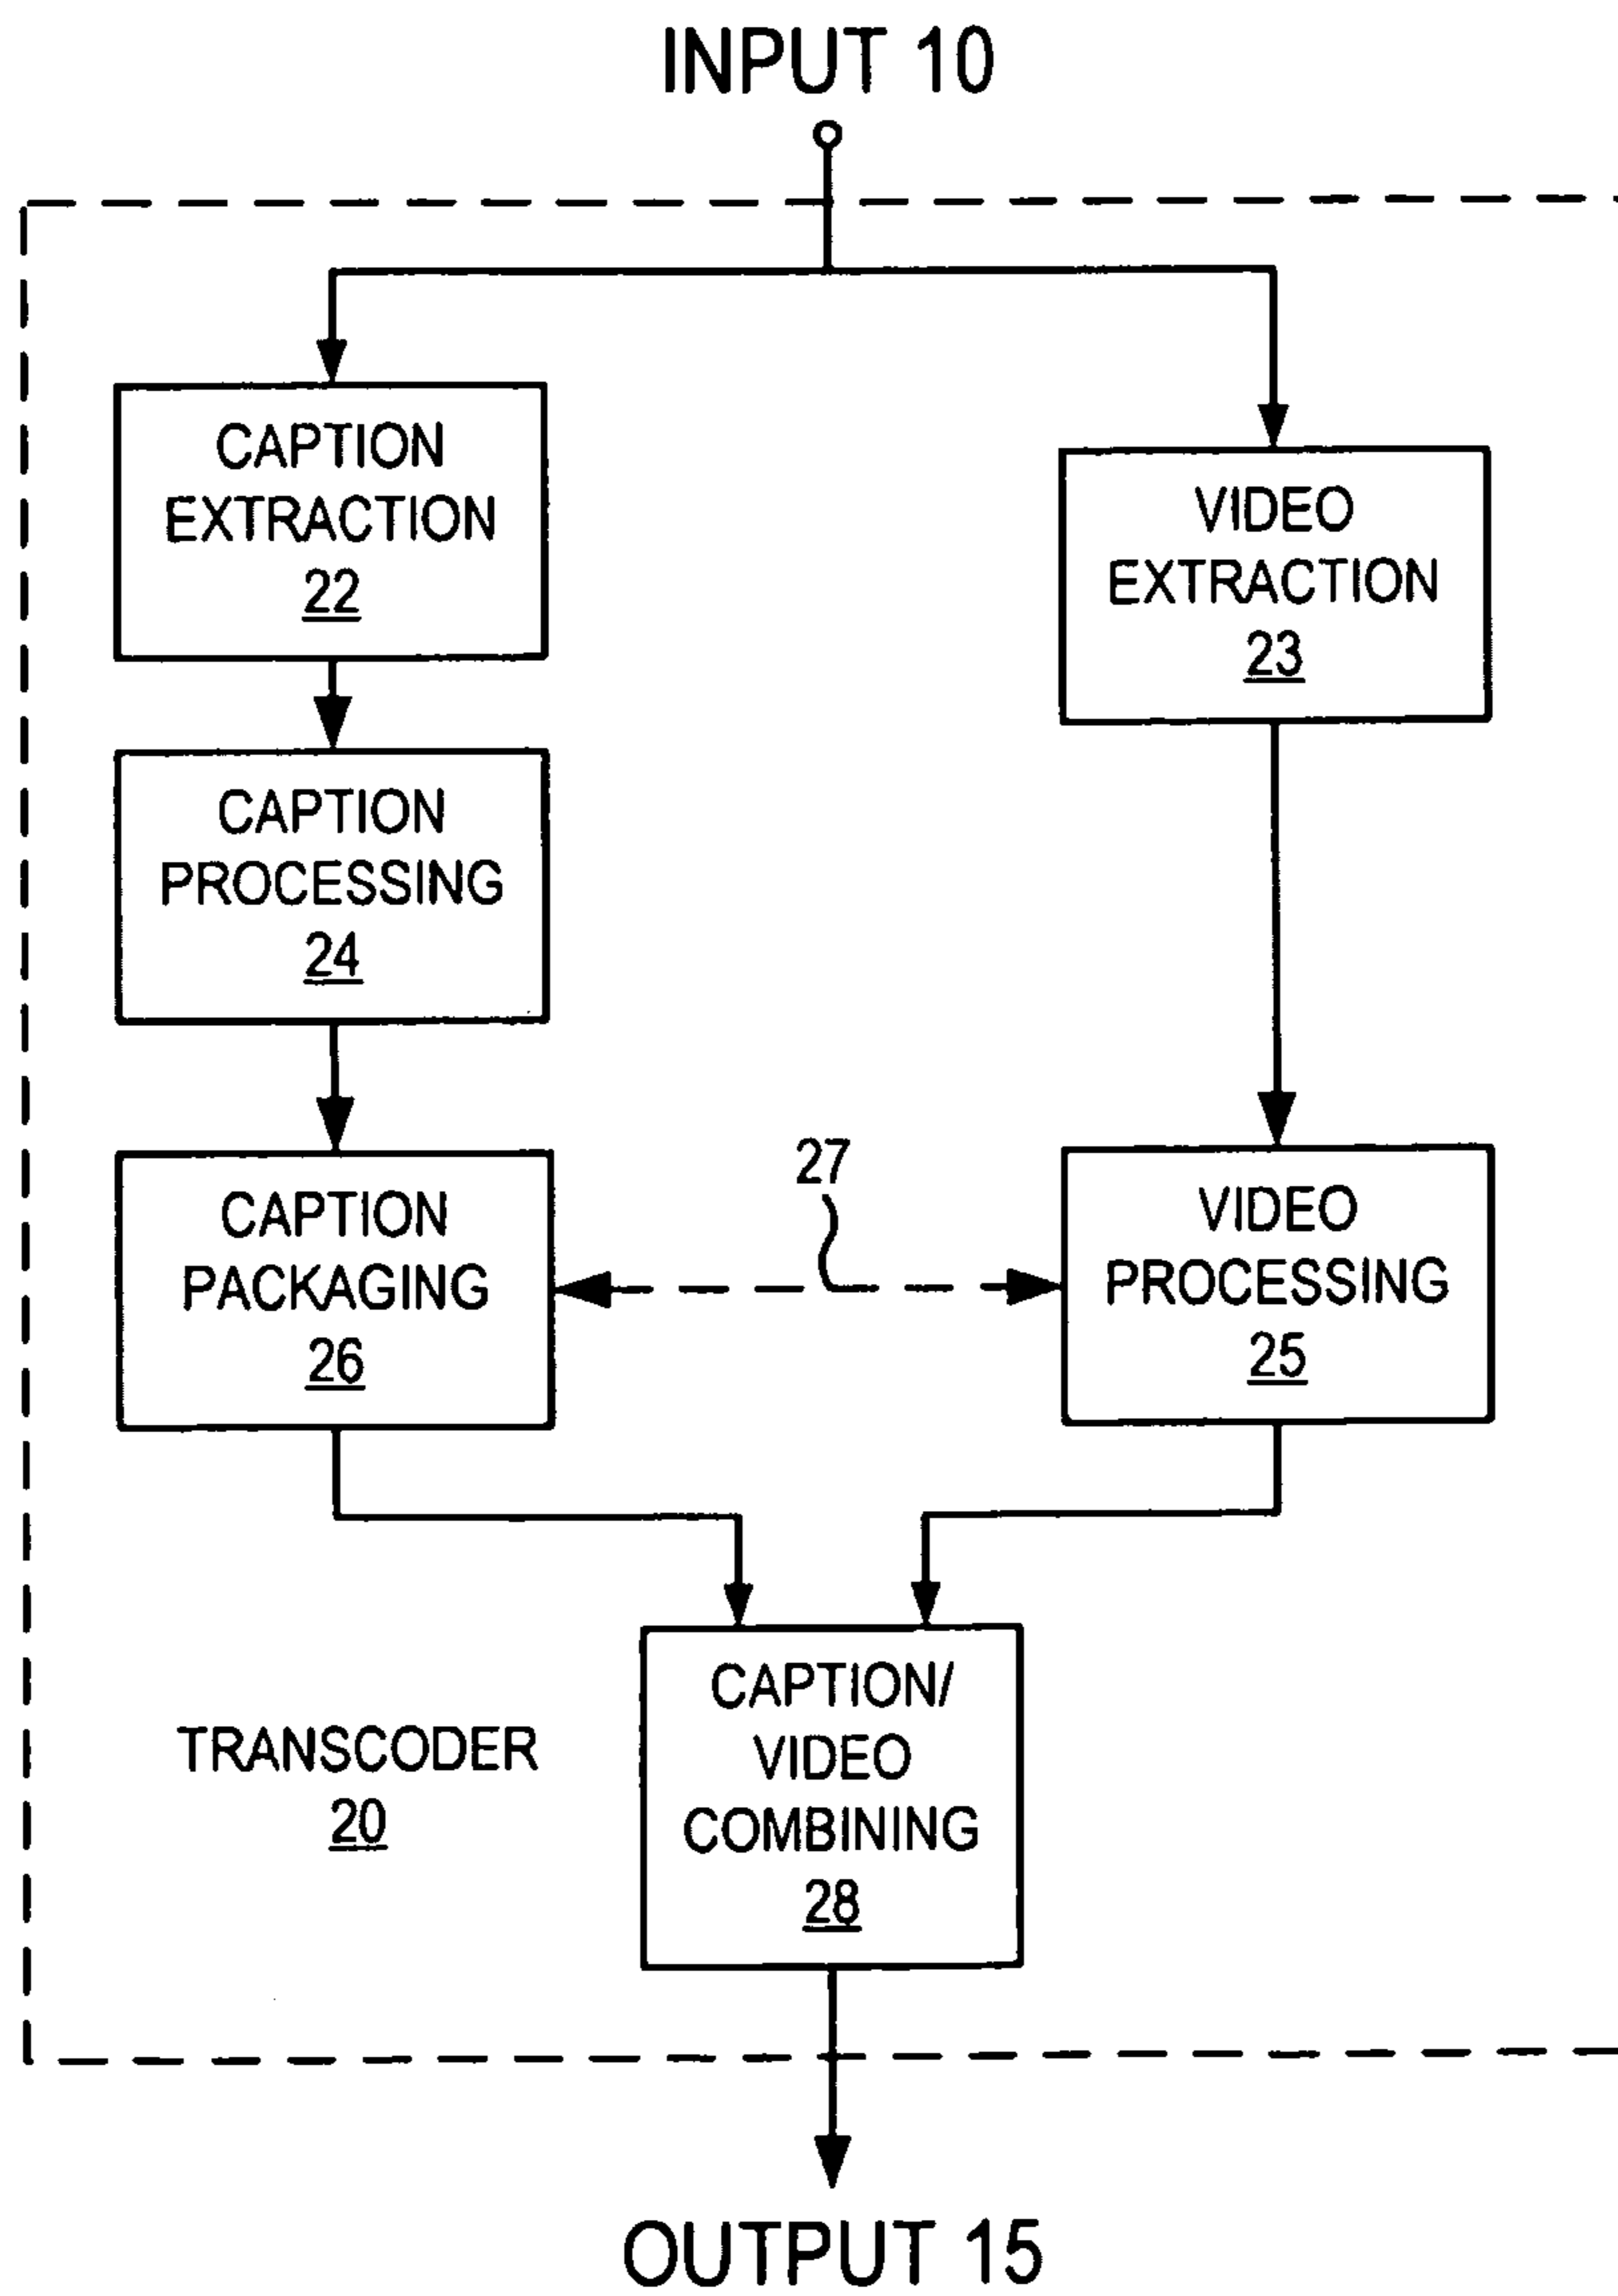 INPUT 10
CAPTION
EXTRACTION
22
VIDEO
EXTRACTION
23
CAPTION
PROCESSING
24
27
CAPTION
PACKAGING
26
VIDEO
PROCESSING
25
TRANSCODER
20
CAPTION/
VIDEO
COMBINING
28
OUTPUT 15